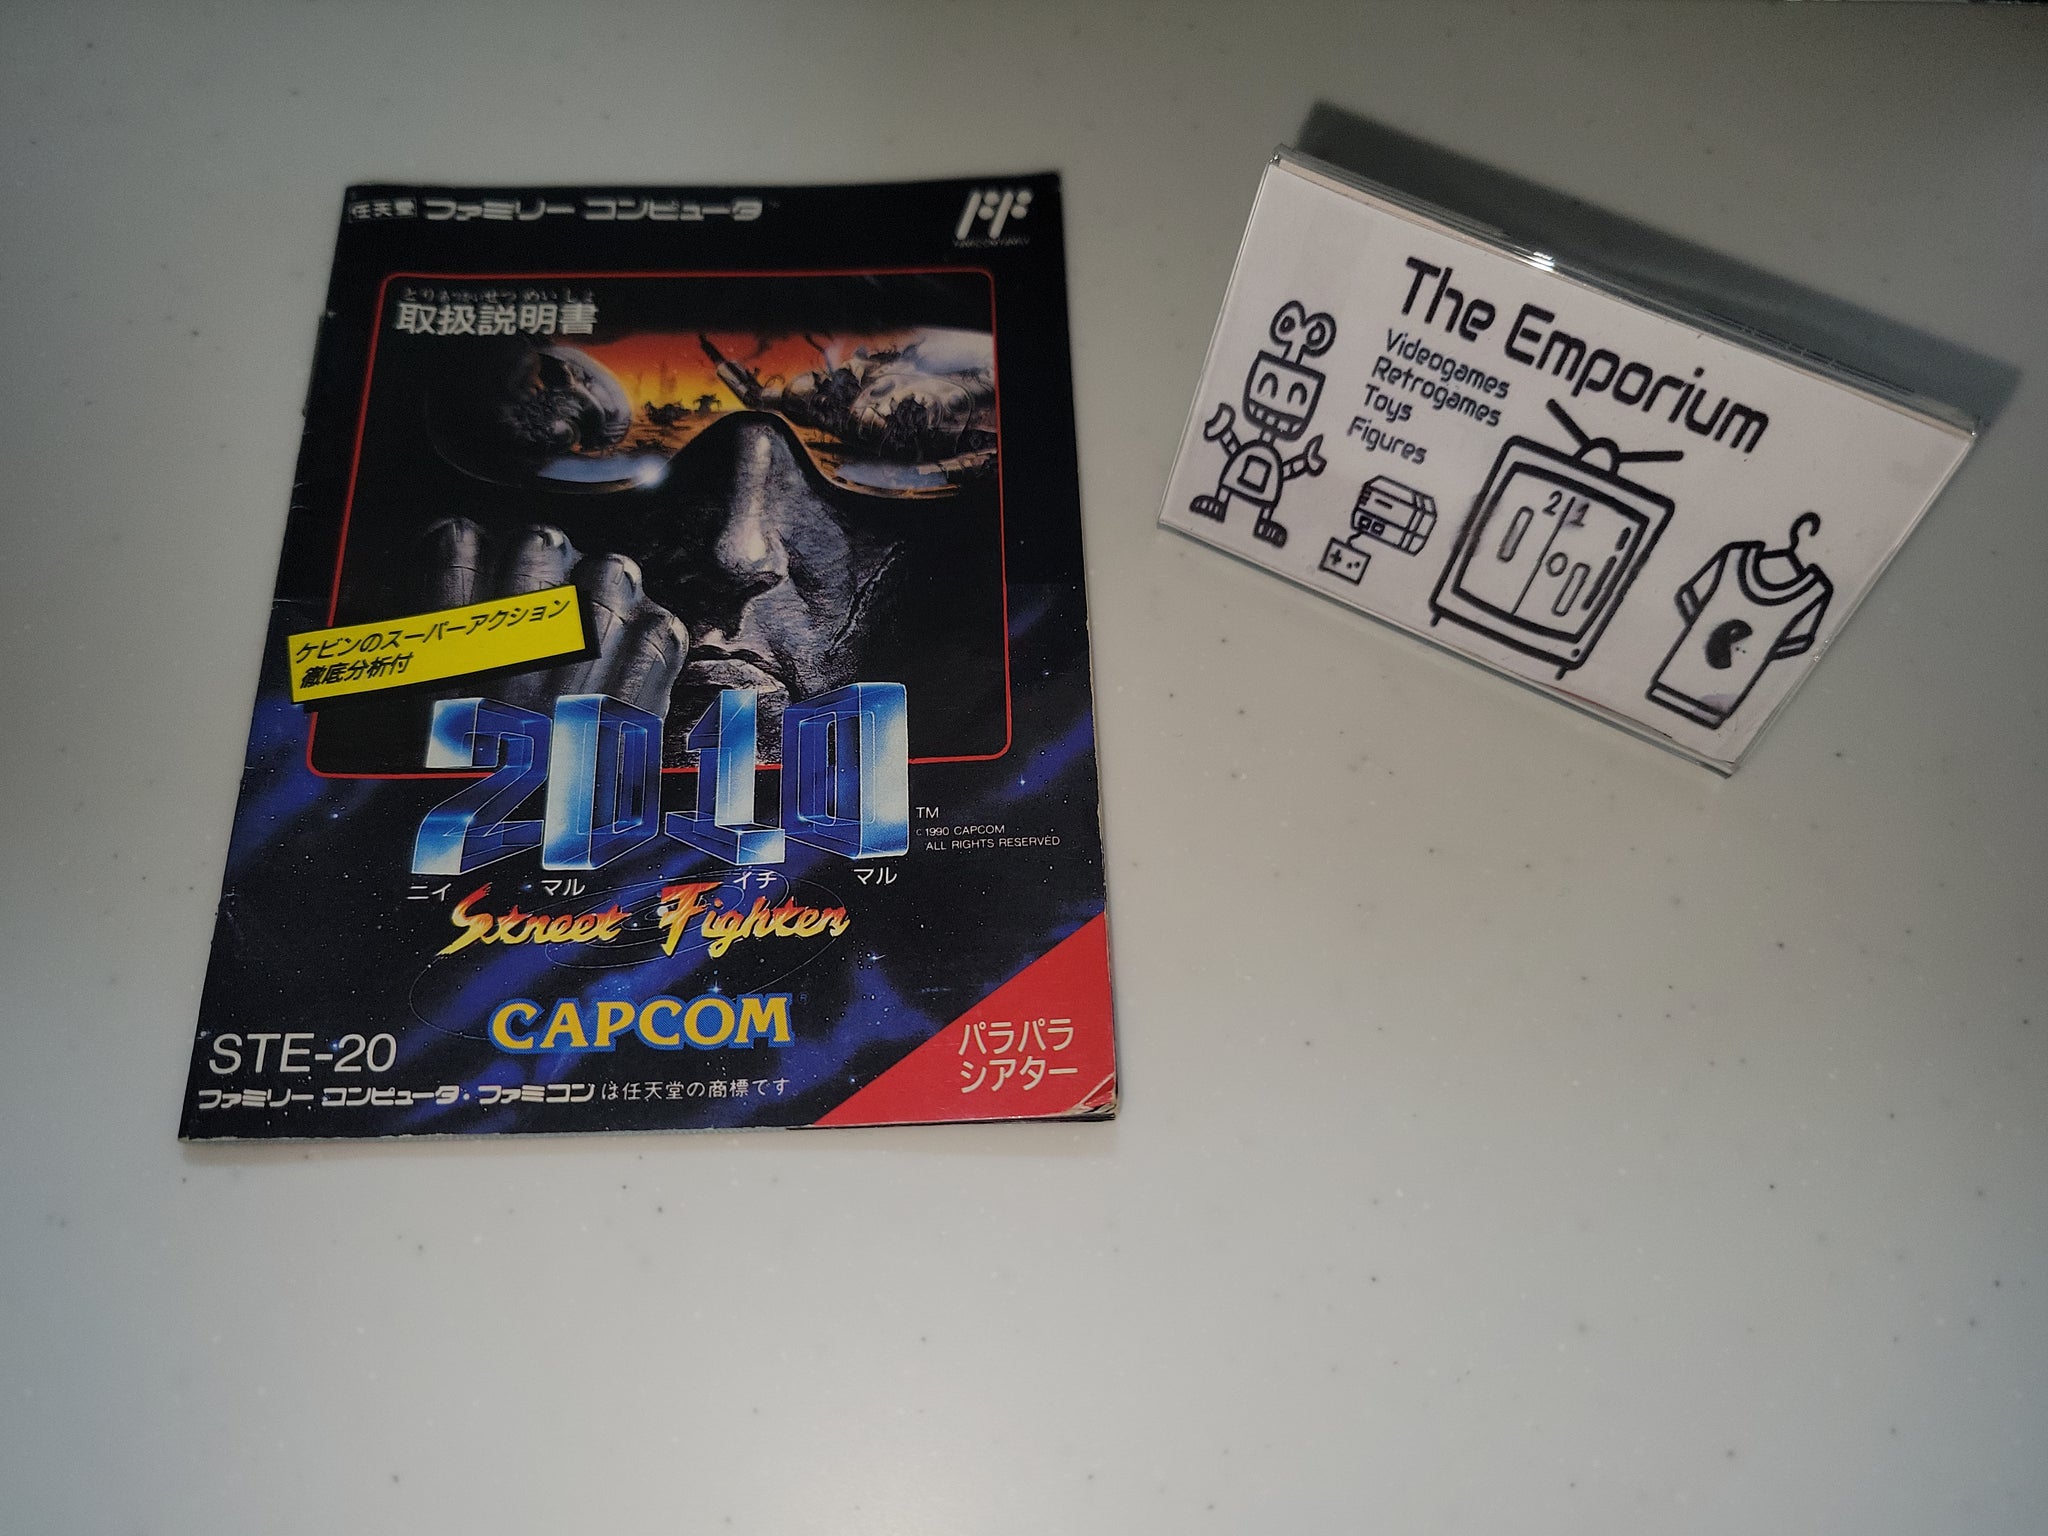 任天堂 ファミリー コンピュータ™
とりあつかいせつめいしょ
取扱説明書
ケビンのスーパーアクション
徹底分析付
2010
TM
©1990 CAPCOM
ALL RIGHTS RESERVED
ニイ マル イチ マル
Street Fighter
CAPCOM®
STE-20
パラパラ
シアター
ファミリー コンピュータ・ファミコンは任天堂の商標です
The Emporium
Videogames
Retrogames
Toys
Figures
2 1